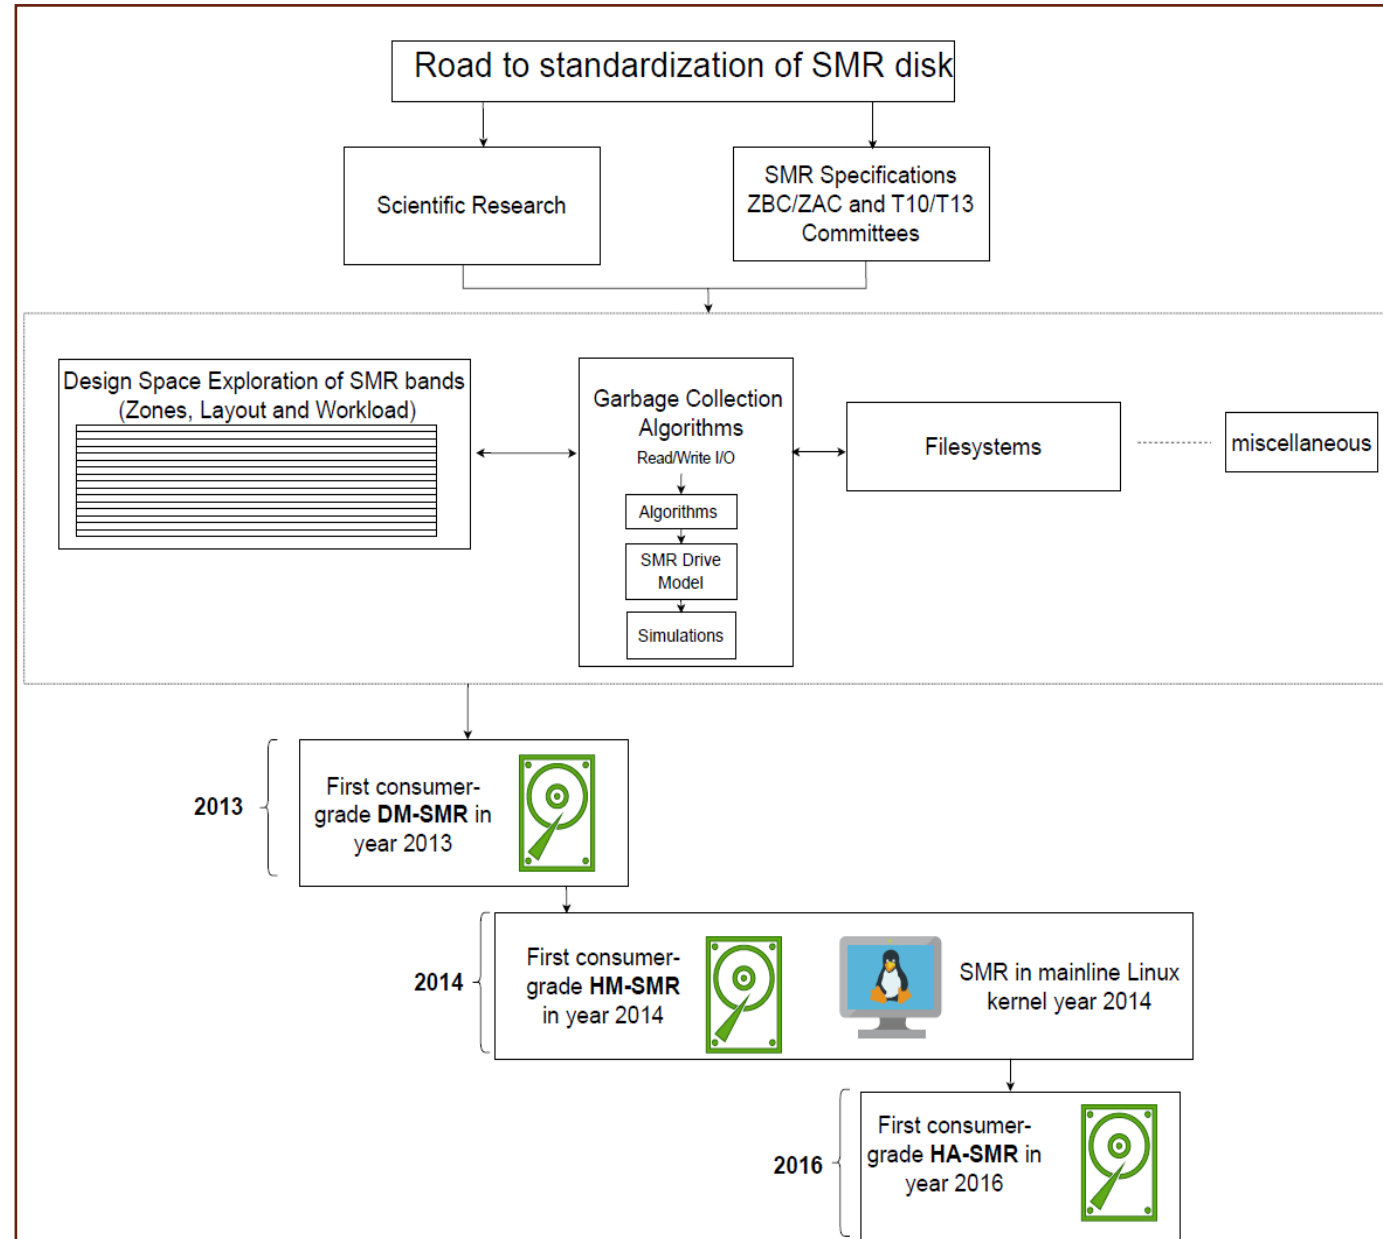 Road to standardization of SMR disk
Scientific Research
SMR Specifications
ZBC/ZAC and T10/T13
Committees
Design Space Exploration of SMR bands
(Zones, Layout and Workload)
Garbage Collection
Algorithms
Read/Write I/O
Algorithms
SMR Drive
Model
Simulations
Filesystems
miscellaneous
2013
First consumer-
grade DM-SMR in
year 2013
2014
First consumer-
grade HM-SMR
in year 2014
SMR in mainline Linux
kernel year 2014
2016
First consumer-
grade HA-SMR in
year 2016